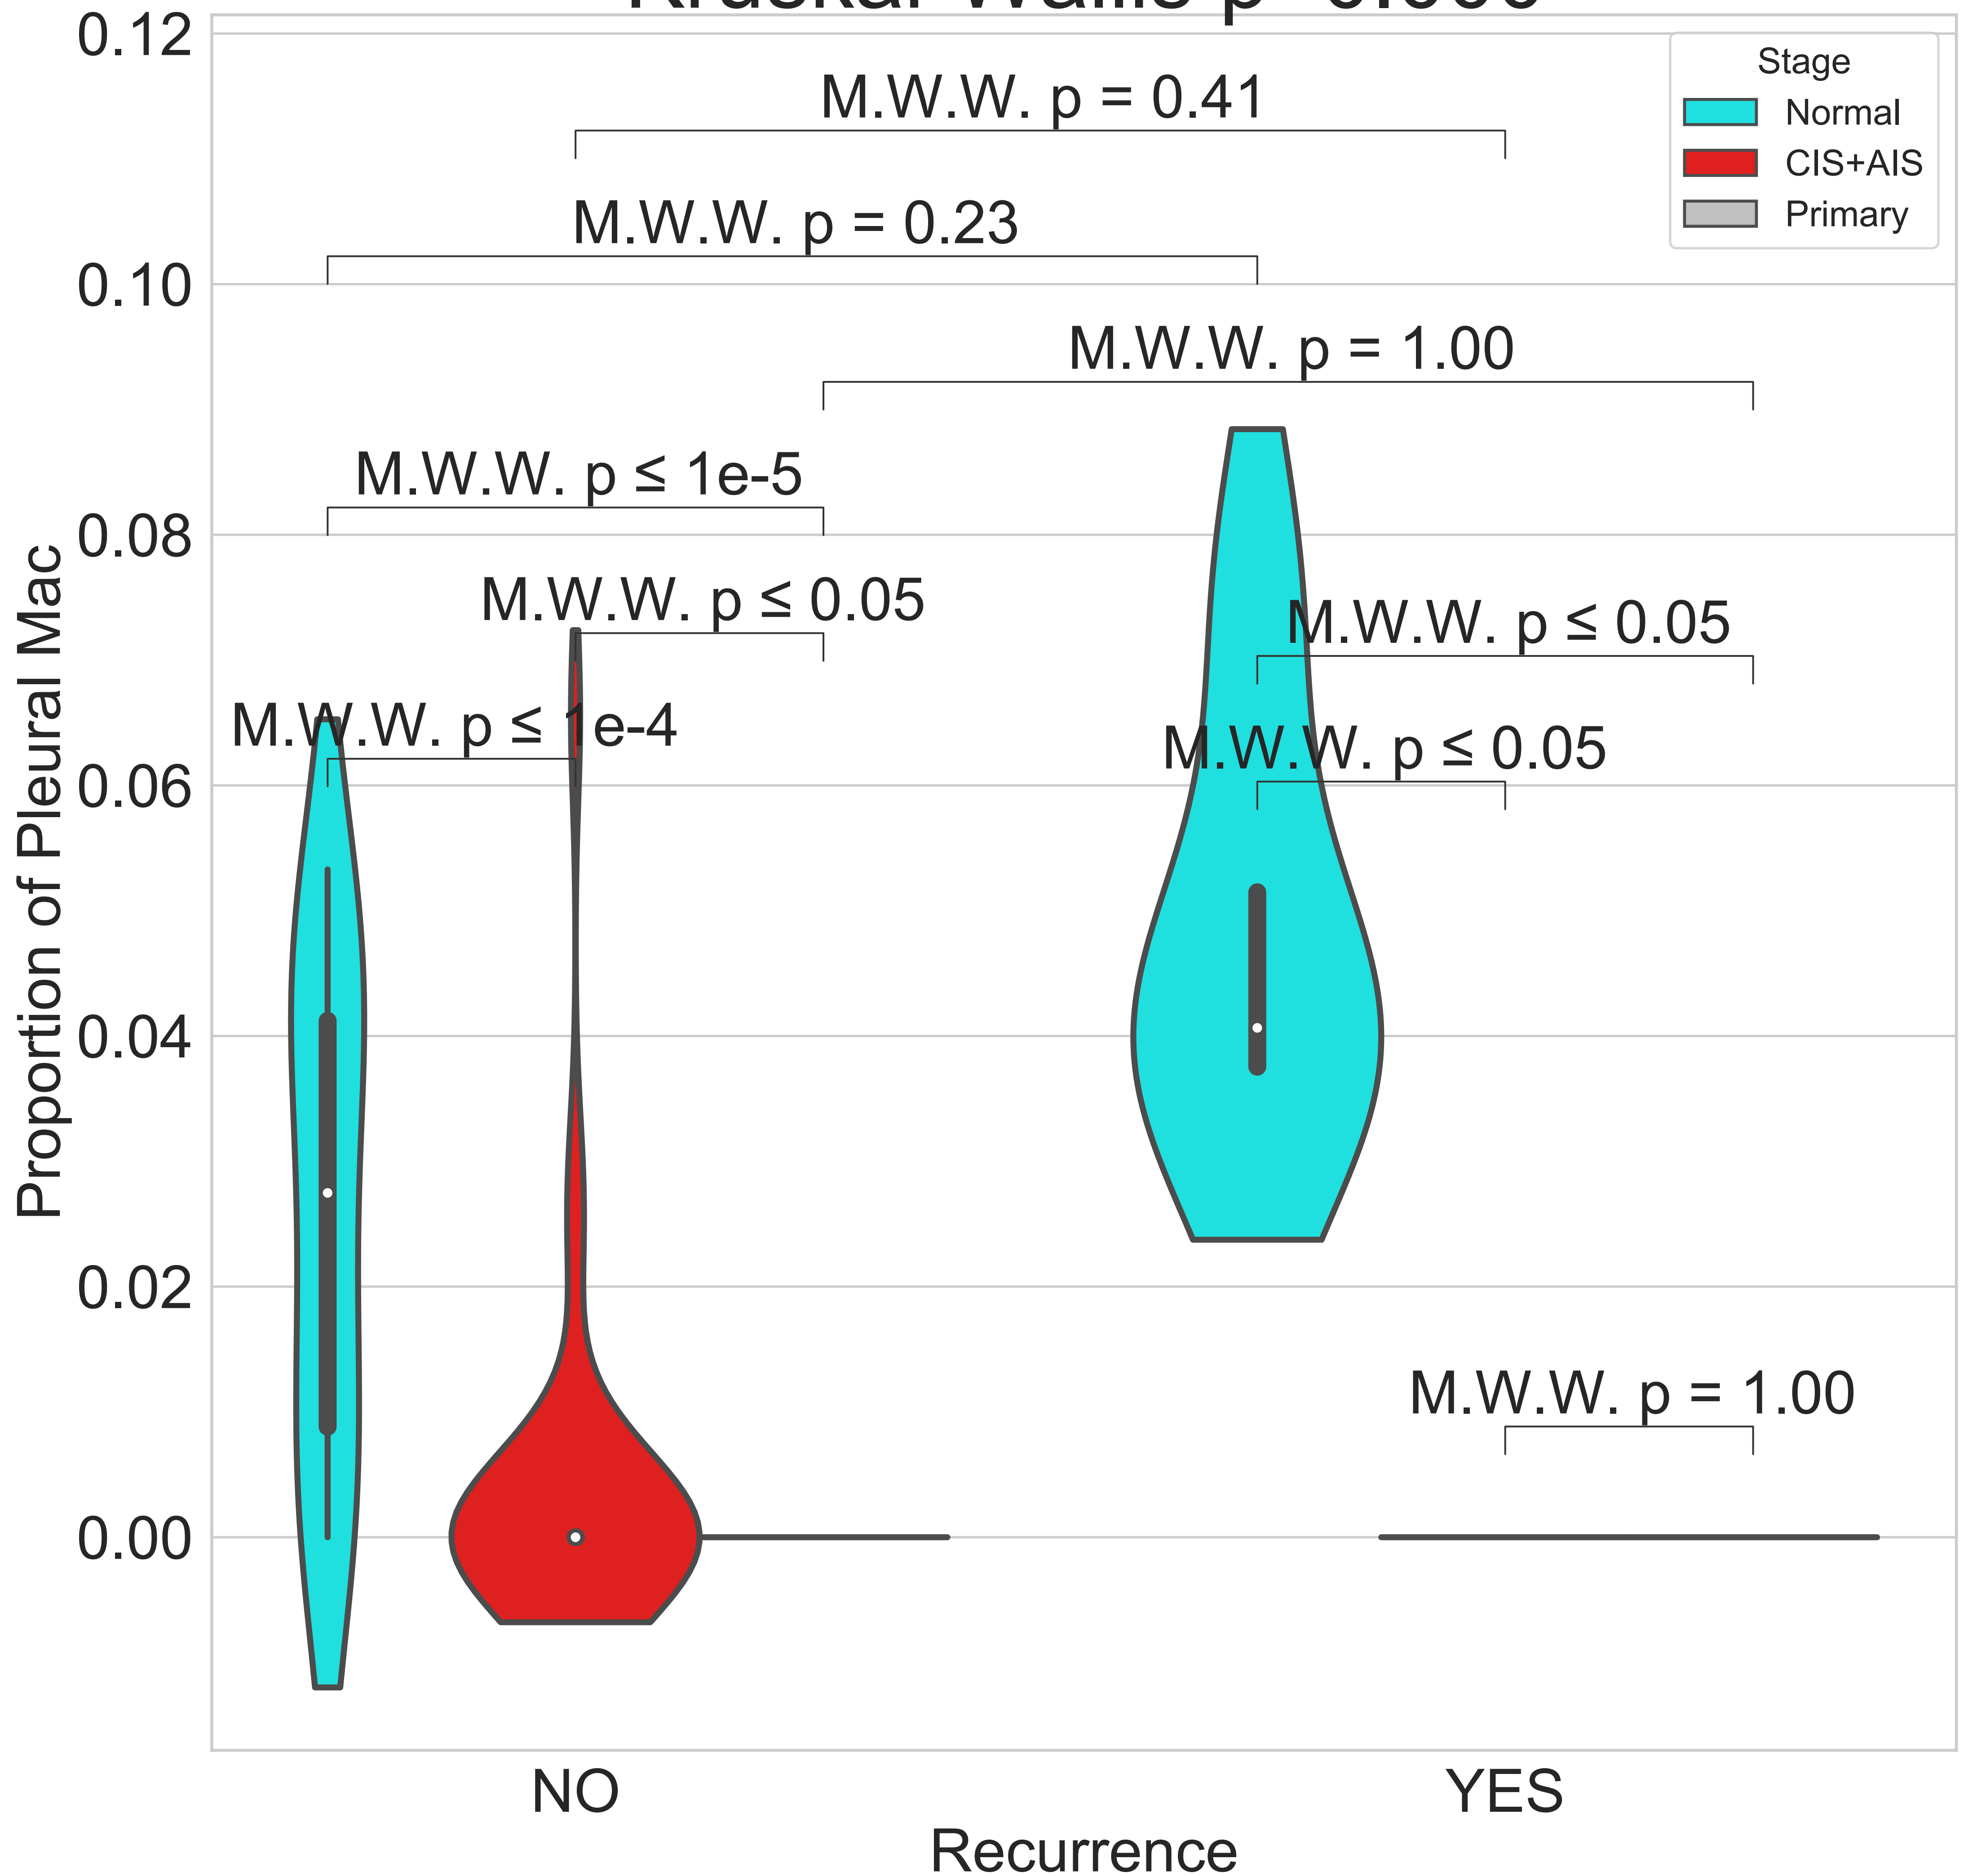 0.12
0.10
0.08
0.06
0.04
0.02
0.00
Proportion of Pleural Mac
M.W.W. p = 0.41
M.W.W. p = 0.23
M.W.W. p = 1.00
M.W.W. p ≤ 1e-5
M.W.W. p ≤ 0.05
M.W.W. p ≤ 0.05
M.W.W. p ≤ 1e-4
M.W.W. p ≤ 0.05
M.W.W. p = 1.00
Stage
Normal
CIS+AIS
Primary
NO
YES
Recurrence